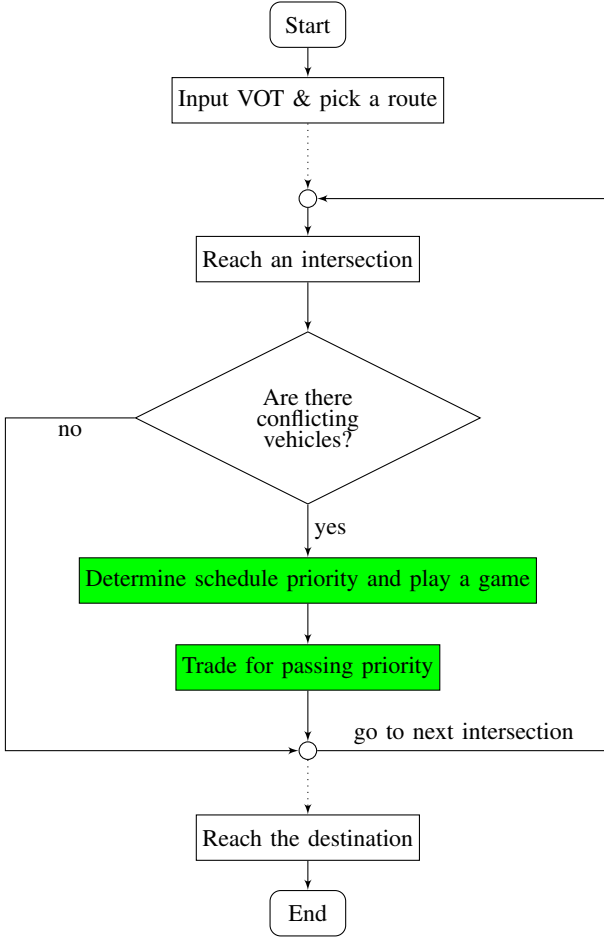 Start
Input VOT & pick a route
Reach an intersection
Are there
conflicting
vehicles?
no
yes
Determine schedule priority and play a game
Trade for passing priority
go to next intersection
Reach the destination
End